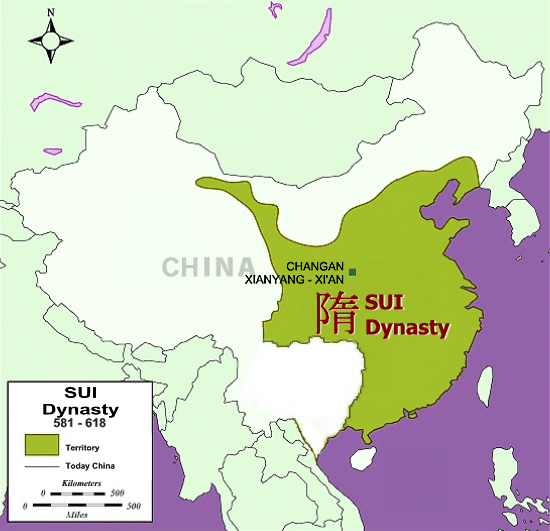 N
CHINA
CHANGAN
XIANYANG - XI'AN
隋
SUI
Dynasty
SUI
Dynasty
581 - 618
Territory
Today China
Kilometers
0 500
0 500
Miles